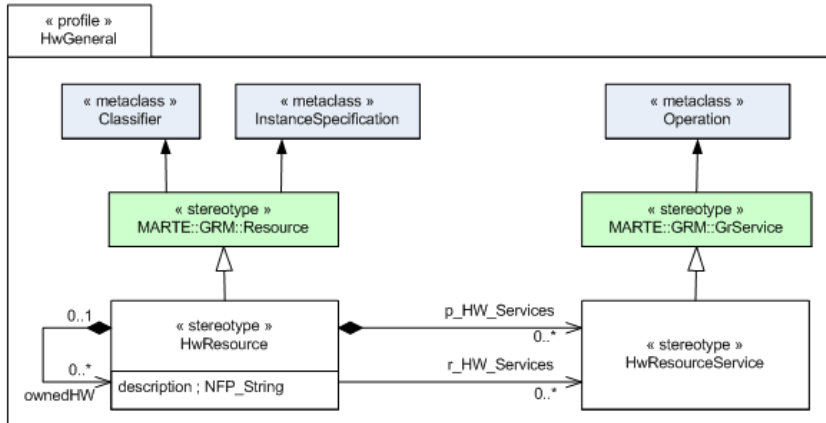 « profile »
HwGeneral
« metaclass »
Classifier
« metaclass »
InstanceSpecification
« metaclass »
Operation
« stereotype »
MARTE::GRM::Resource
« stereotype »
MARTE::GRM::GrService
0..1
« stereotype »
HwResource
p_HW_Services
0..*
« stereotype »
HwResourceService
0..*
ownedHW
description ; NFP_String
r_HW_Services
0..*